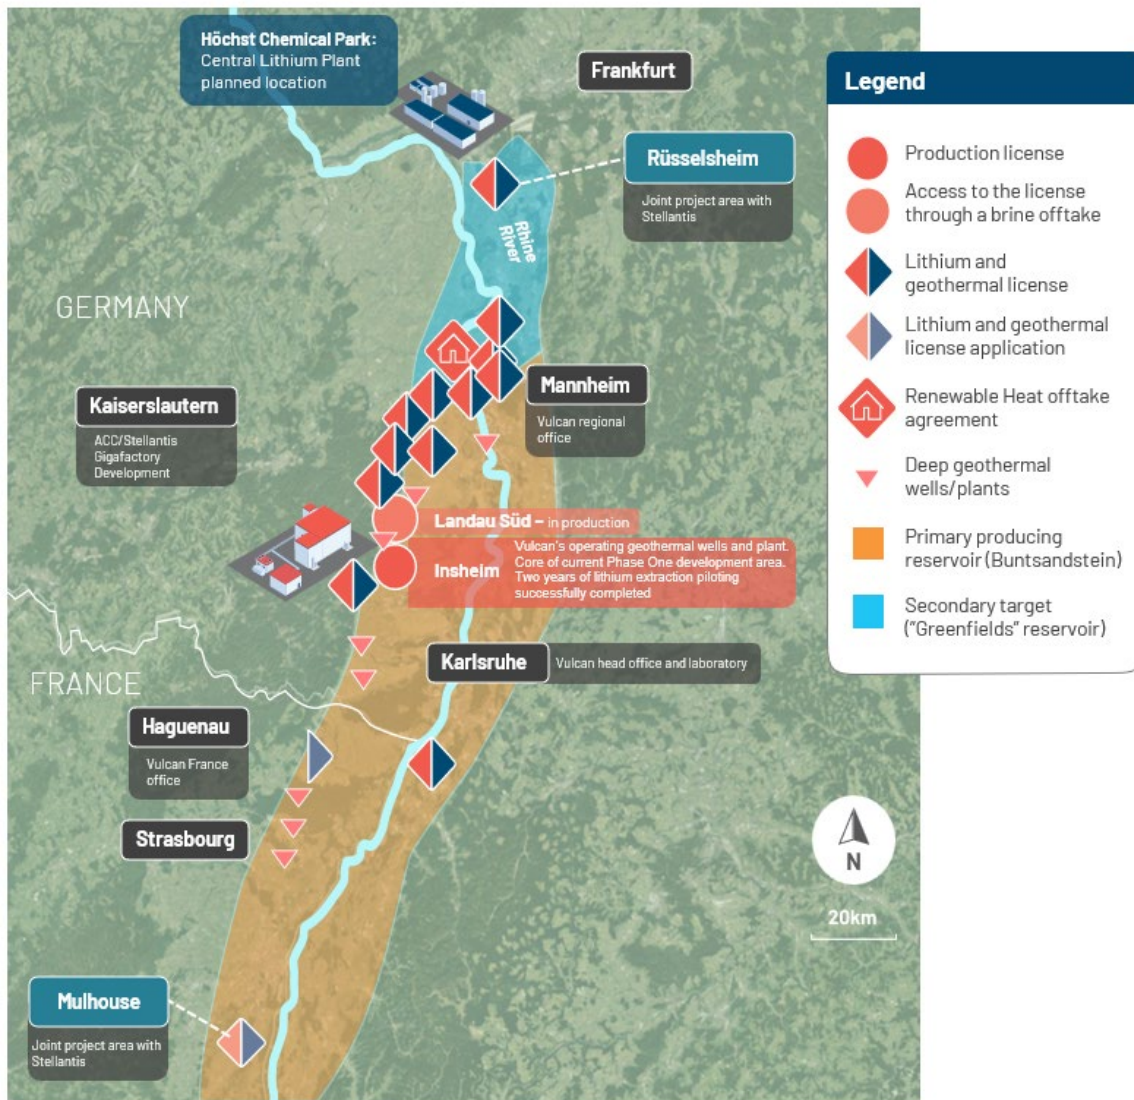 Höchst Chemical Park:
Central Lithium Plant
planned location
Frankfurt
Legend
Production license
Access to the license
through a brine offtake
Lithium and
geothermal license
Lithium and geothermal
license application
Renewable Heat offtake
agreement
Deep geothermal
wells/plants
Primary producing
reservoir (Buntsandstein)
Secondary target
("Greenfields" reservoir)
Rüsselsheim
Joint project area with
Stellantis
Rhine
River
GERMANY
Mannheim
Vulcan regional
office
Kaiserslautern
ACC/Stellantis
Gigafactory
Development
Landau Süd – in production
Insheim
Vulcan's operating geothermal wells and plant.
Core of current Phase One development area.
Two years of lithium extraction piloting
successfully completed
Karlsruhe
Vulcan head office and laboratory
FRANCE
Haguenau
Vulcan France
office
Strasbourg
N
20km
Mulhouse
Joint project area with
Stellantis